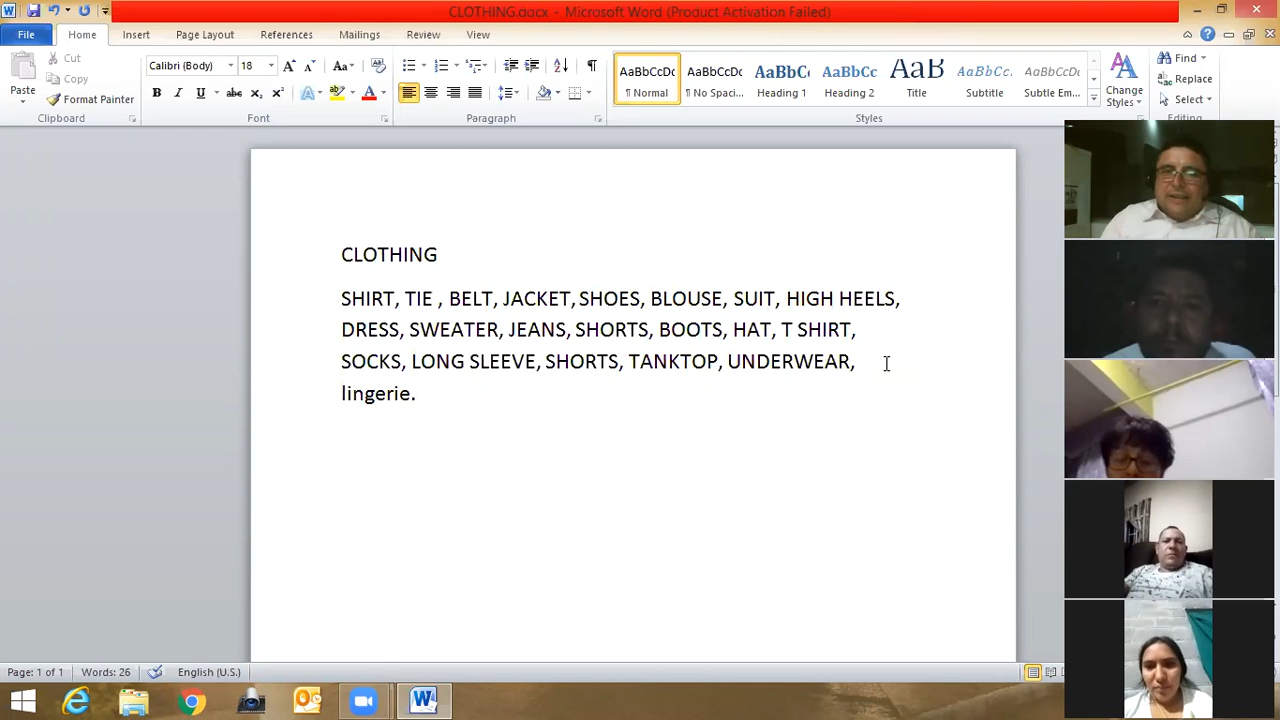 CLOTHING.docx - Microsoft Word (Product Activation Failed)
File Home Insert Page Layout References Mailings Review View
Paste
Cut
Copy
Format Painter
Clipboard
Calibri (Body) 18
Font
Paragraph
AaBbCcDc AaBbCcDc AaBbC AaBbCc AaB AaBbCc. AaBbCcDc
¶ Normal ¶ No Spaci... Heading 1 Heading 2 Title Subtitle Subtle Em...
Change Styles
Styles
Find
Replace
Select
Editing
CLOTHING
SHIRT, TIE , BELT, JACKET, SHOES, BLOUSE, SUIT, HIGH HEELS,
DRESS, SWEATER, JEANS, SHORTS, BOOTS, HAT, T SHIRT,
SOCKS, LONG SLEEVE, SHORTS, TANKTOP, UNDERWEAR,
lingerie.
Page: 1 of 1 Words: 26 English (U.S.)